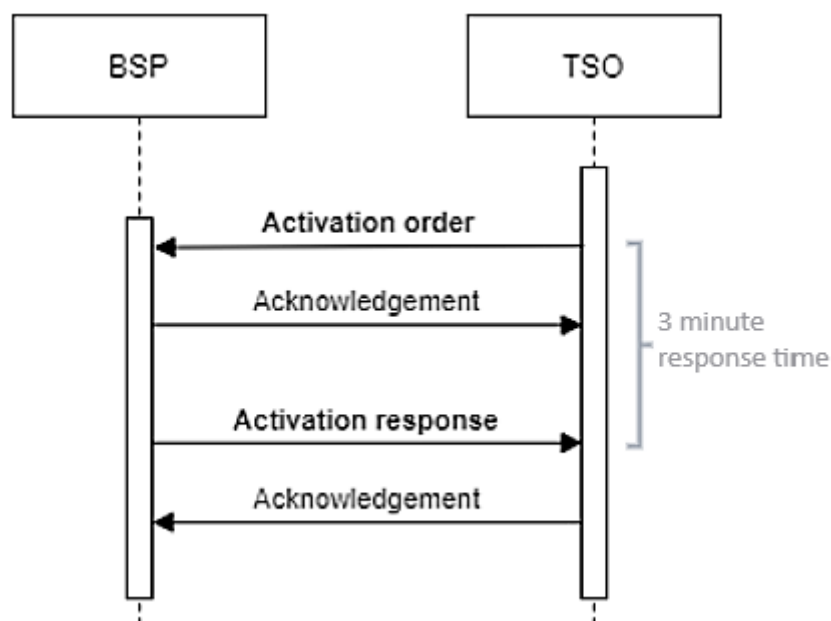 BSP
TSO
Activation order
Acknowledgement
3 minute
response time
Activation response
Acknowledgement